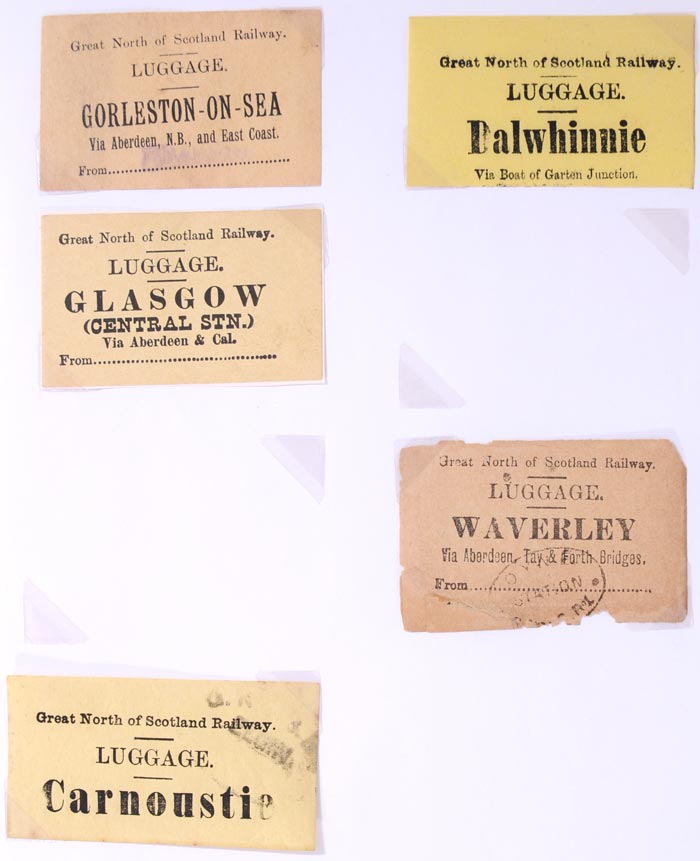 Great North of Scotland Railway.
LUGGAGE.
GORLESTON-ON-SEA
Via Aberdeen, N.B., and East Coast.
From........................................
Great North of Scotland Railway.
LUGGAGE.
Dalwhinnie
Via Boat of Garten Junction.
Great North of Scotland Railway.
LUGGAGE.
GLASGOW
(CENTRAL STN.)
Via Aberdeen & Cal.
From........................................
Great North of Scotland Railway.
LUGGAGE.
WAVERLEY
Via Aberdeen, Tay & Forth Bridges.
From........................................
STATION
Great North of Scotland Railway.
LUGGAGE.
Carnoustie